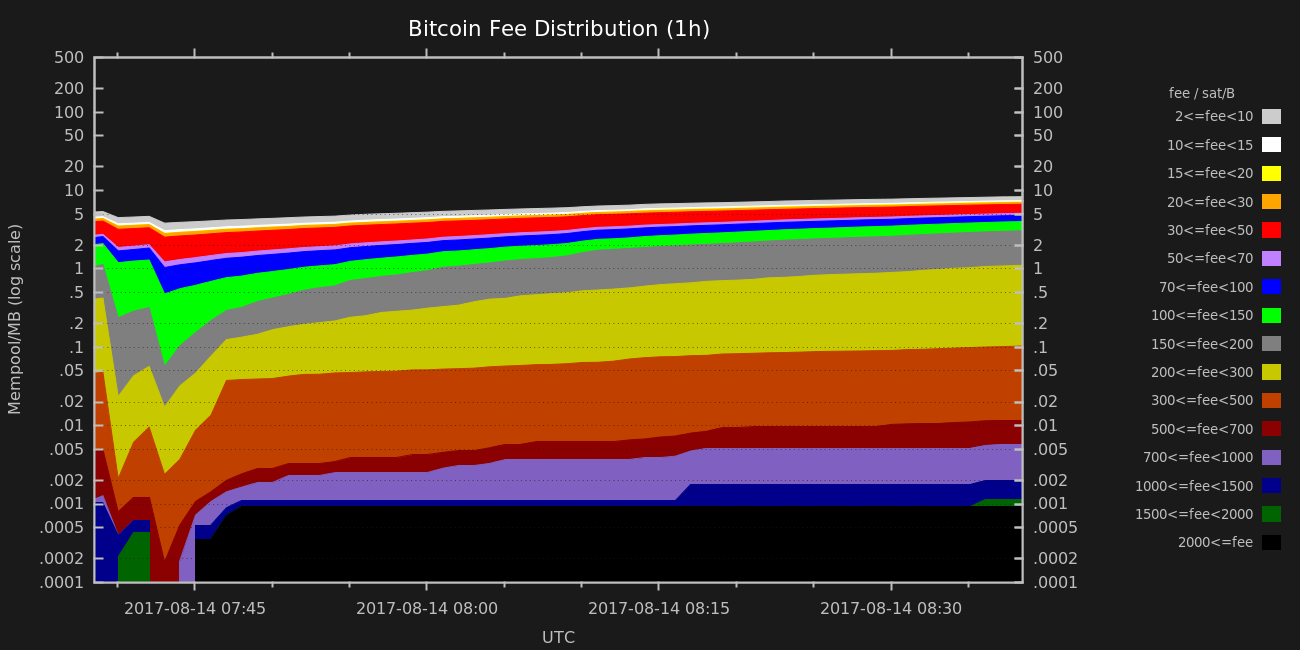 Bitcoin Fee Distribution (1h)
500
200
100
50
20
10
5
2
1
.5
.2
.1
.05
.02
.01
.005
.002
.001
.0005
.0002
.0001
Mempool/MB (log scale)
500
200
100
50
20
10
5
2
1
.5
.2
.1
.05
.02
.01
.005
.002
.001
.0005
.0002
.0001
2017-08-14 07:45
2017-08-14 08:00
2017-08-14 08:15
2017-08-14 08:30
UTC
fee / sat/B
2<=fee<10
10<=fee<15
15<=fee<20
20<=fee<30
30<=fee<50
50<=fee<70
70<=fee<100
100<=fee<150
150<=fee<200
200<=fee<300
300<=fee<500
500<=fee<700
700<=fee<1000
1000<=fee<1500
1500<=fee<2000
2000<=fee